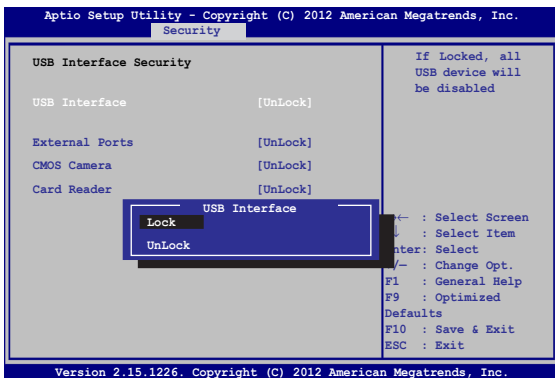 Aptio Setup Utility - Copyright (C) 2012 American Megatrends, Inc.
Security
USB Interface Security
USB Interface [UnLock]
External Ports [UnLock]
CMOS Camera [UnLock]
Card Reader [UnLock]
If Locked, all
USB device will
be disabled
USB Interface
Lock
UnLock
←  : Select Screen
↓  : Select Item
nter: Select
/—  : Change Opt.
F1  : General Help
F9  : Optimized
Defaults
F10  : Save & Exit
ESC  : Exit
Version 2.15.1226. Copyright (C) 2012 American Megatrends, Inc.